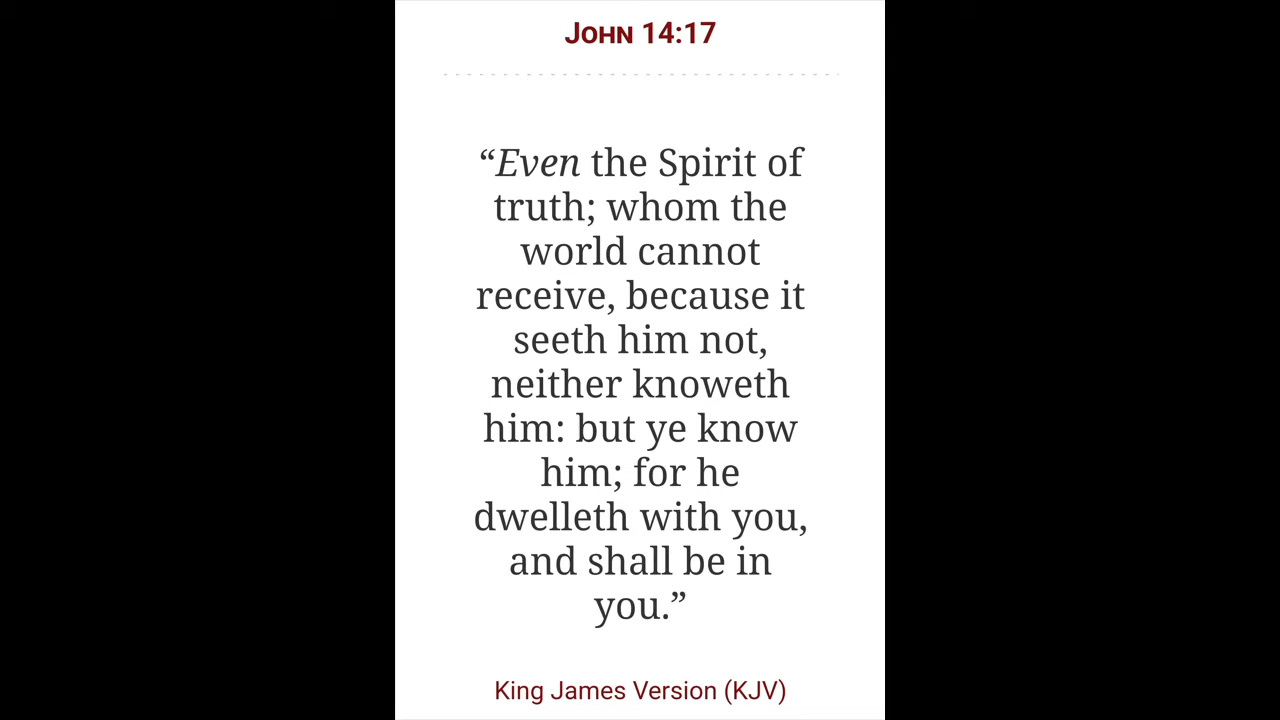 John 14:17
“Even the Spirit of
truth; whom the
world cannot
receive, because it
seeth him not,
neither knoweth
him: but ye know
him; for he
dwelleth with you,
and shall be in
you.”
King James Version (KJV)